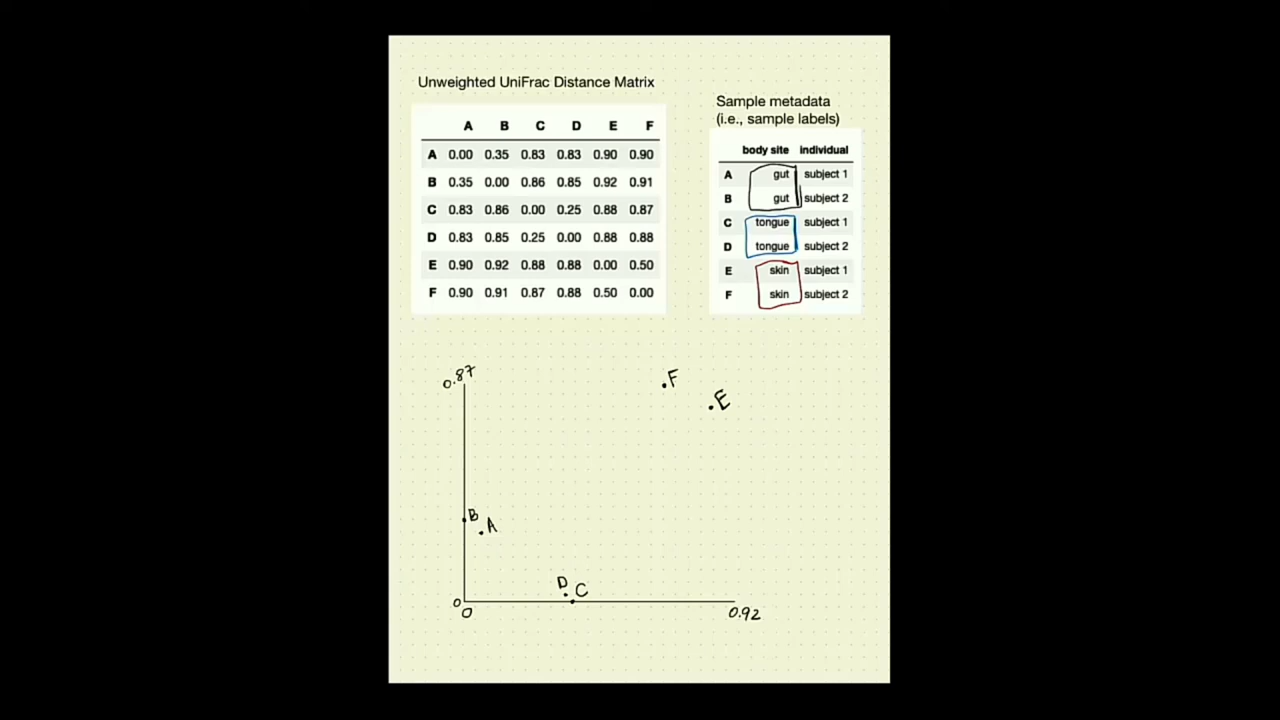 Unweighted UniFrac Distance Matrix
A B C D E F
A 0.00 0.35 0.83 0.83 0.90 0.90
B 0.35 0.00 0.86 0.85 0.92 0.91
C 0.83 0.86 0.00 0.25 0.88 0.87
D 0.83 0.85 0.25 0.00 0.88 0.88
E 0.90 0.92 0.88 0.88 0.00 0.50
F 0.90 0.91 0.87 0.88 0.50 0.00
Sample metadata
(i.e., sample labels)
body site individual
A gut subject 1
B gut subject 2
C tongue subject 1
D tongue subject 2
E skin subject 1
F skin subject 2
0.87
F
E
B
A
D
C
0
0
0.92